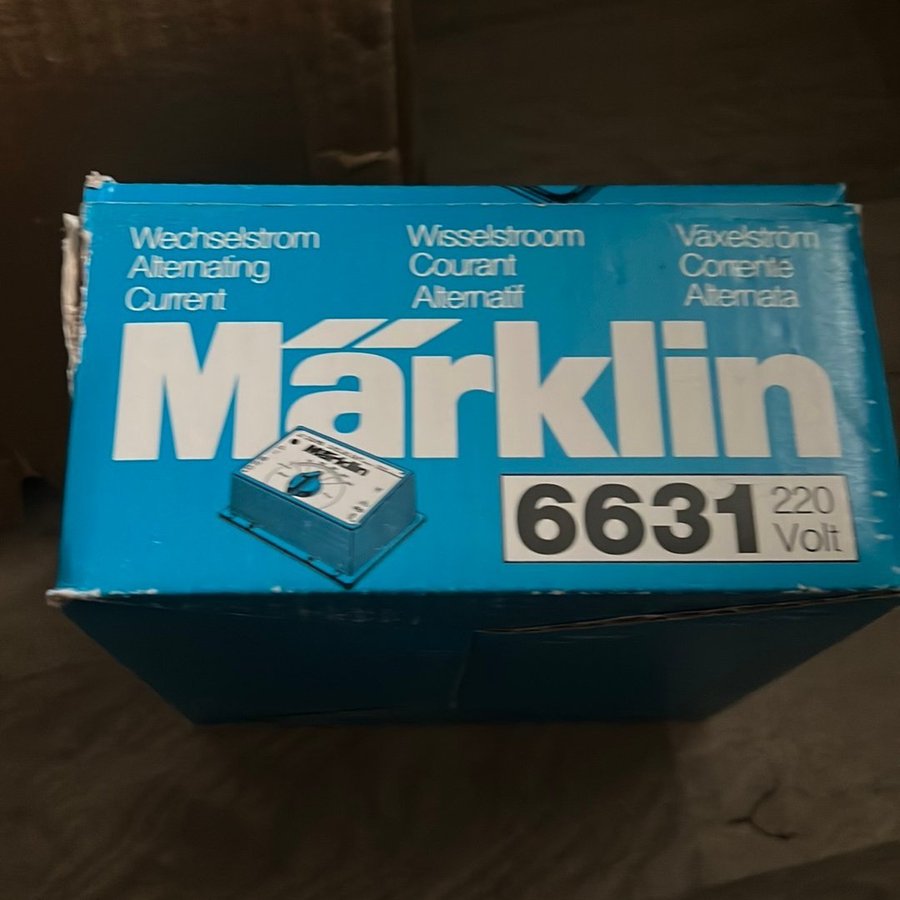 Wechselstrom
Alternating
Current
Wisselstroom
Courant
Alternatif
Växelström
Corrente
Alternata
Märklin
Märklin
6631
220
Volt